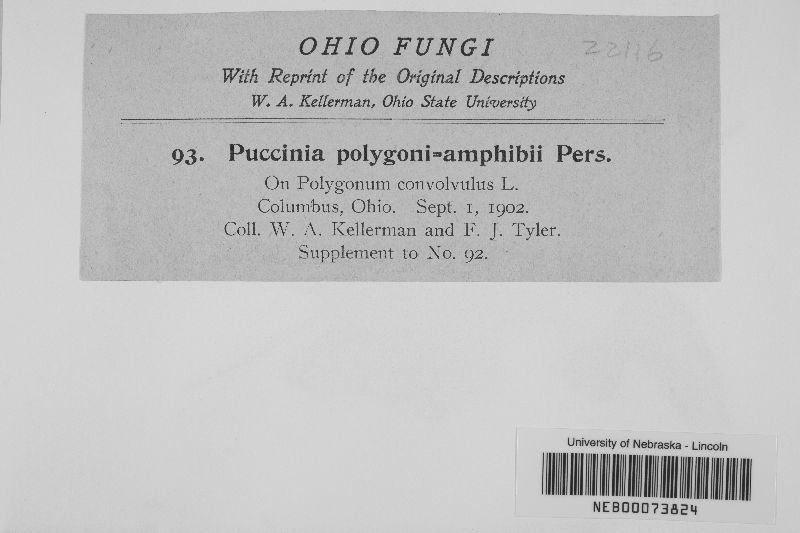 OHIO FUNGI
22116
With Reprint of the Original Descriptions
W. A. Kellerman, Ohio State University
93. Puccinia polygoni=amphibii Pers.
On Polygonum convolvulus L.
Columbus, Ohio. Sept. 1, 1902.
Coll. W. A. Kellerman and F. J. Tyler.
Supplement to No. 92.
University of Nebraska - Lincoln
NEB00073824